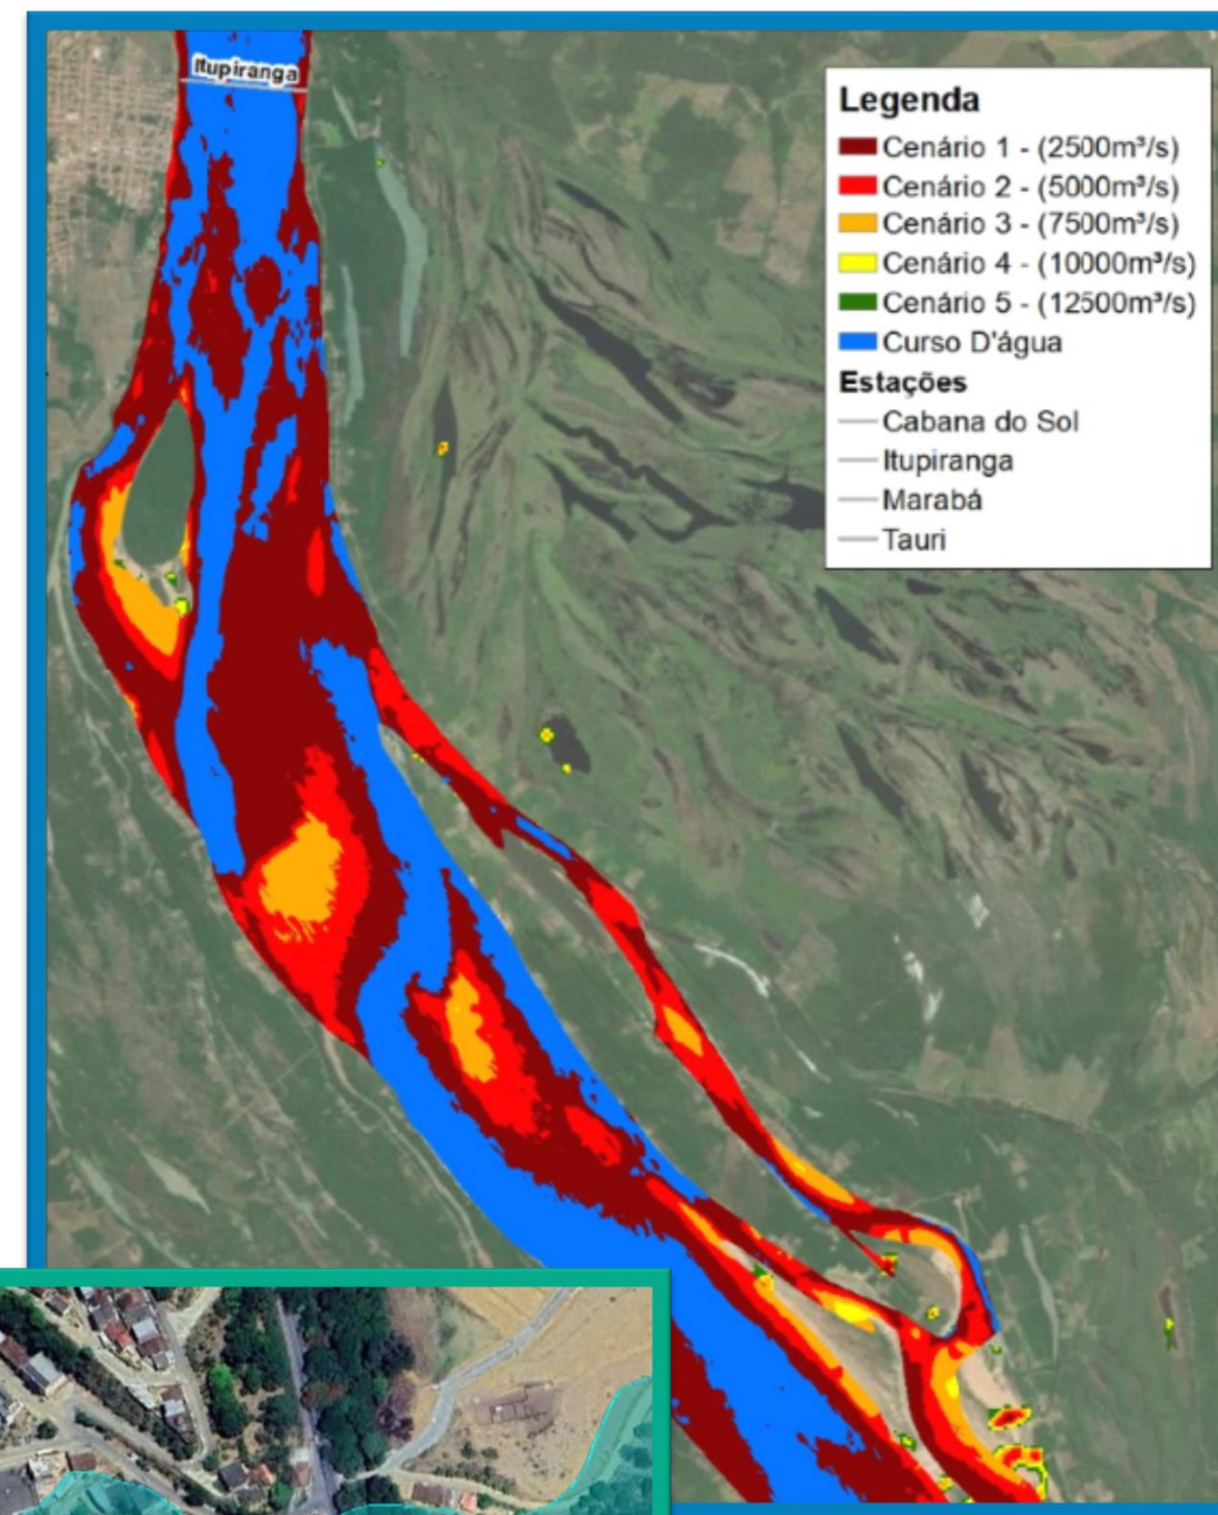 Itupiranga
Legenda
Cenário 1 - (2500m³/s)
Cenário 2 - (5000m³/s)
Cenário 3 - (7500m³/s)
Cenário 4 - (10000m³/s)
Cenário 5 - (12500m³/s)
Curso D'água
Estações
Cabana do Sol
Itupiranga
Marabá
Tauri